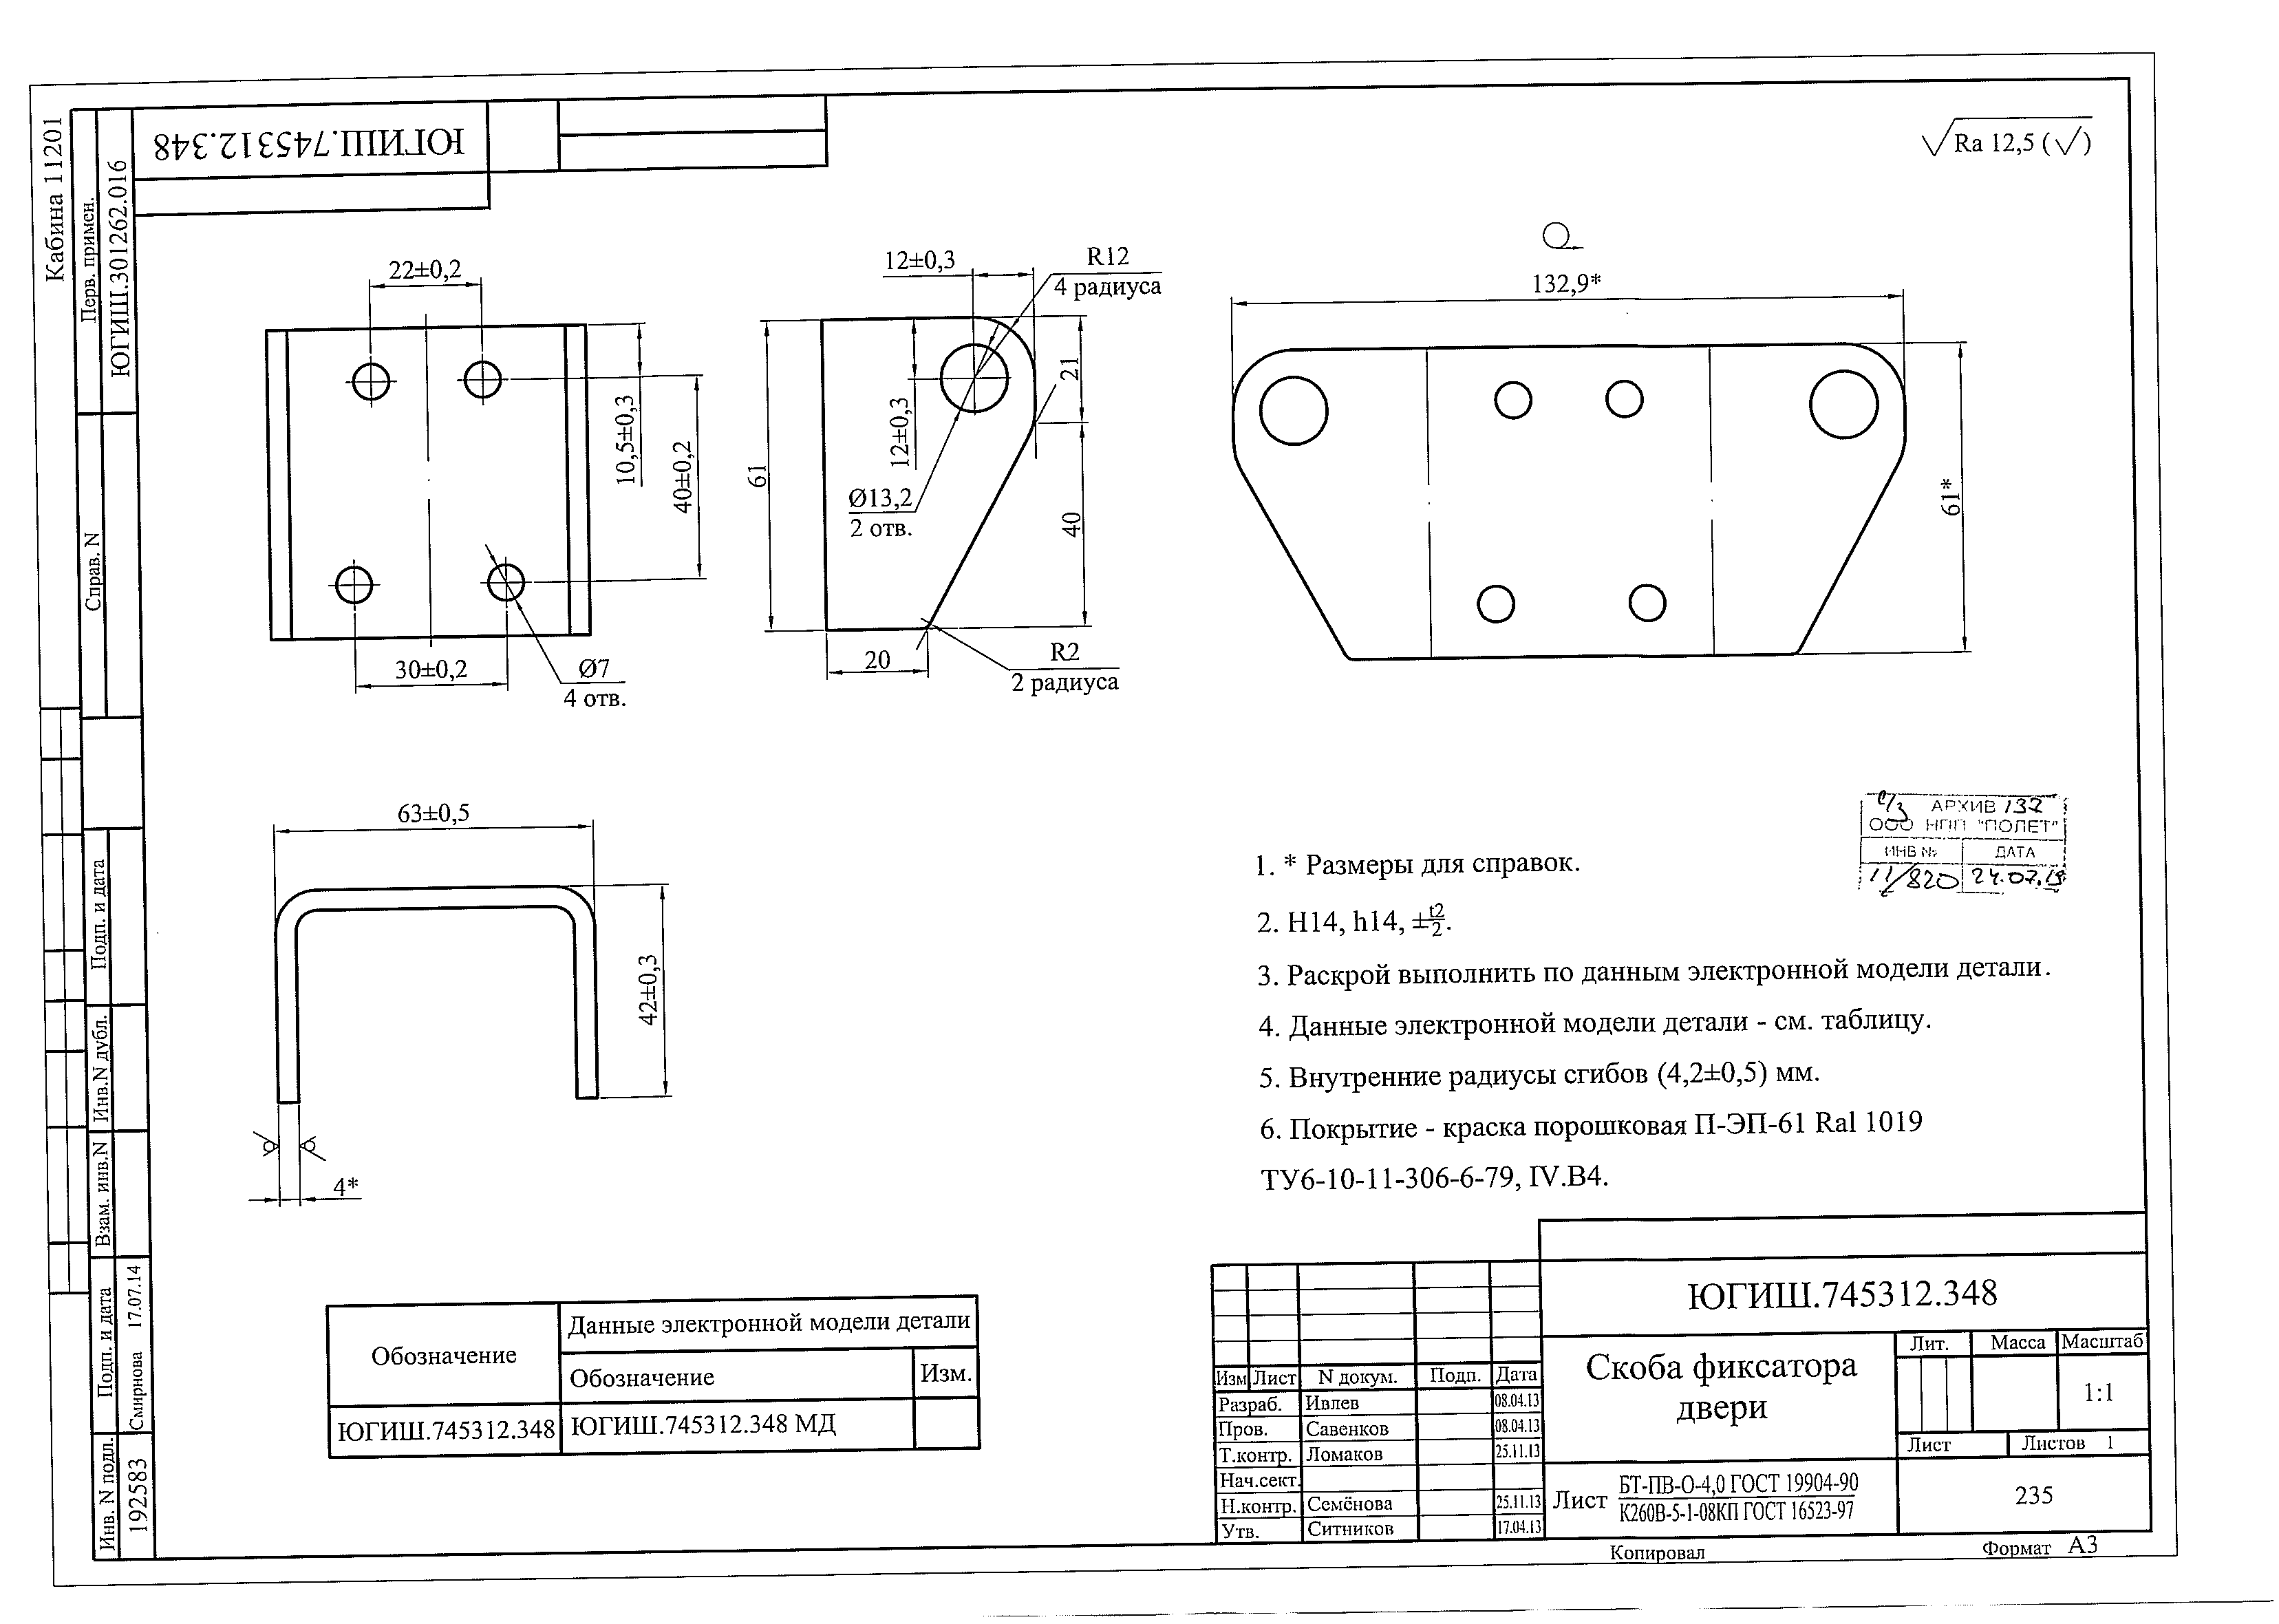 Кабина 11201
Перв. примен.
ЮГИШ.301262.016
Справ. N
Подп. и дата
Инв.N дубл.
Взам. инв.N
Подп. и дата
Смирнова 17.07.14
Инв. N подл.
192583
ЮГИШ.745312.348
Ra 12,5 (√)
22±0,2
10,5±0,3
40±0,2
30±0,2
Ø7
4 отв.
12±0,3
R12
4 радиуса
61
12±0,3
21
Ø13,2
2 отв.
40
20
R2
2 радиуса
132,9*
61*
63±0,5
42±0,3
4*
АРХИВ 132
ООО НПП "ПОЛЕТ"
ИНВ № ДАТА
11/820 24.07.19
1. * Размеры для справок.
2. H14, h14, ±t2/2.
3. Раскрой выполнить по данным электронной модели детали.
4. Данные электронной модели детали - см. таблицу.
5. Внутренние радиусы сгибов (4,2±0,5) мм.
6. Покрытие - краска порошковая П-ЭП-61 Ral 1019
ТУ6-10-11-306-6-79, IV.B4.
Обозначение
Данные электронной модели детали
Обозначение Изм.
ЮГИШ.745312.348 ЮГИШ.745312.348 МД
ЮГИШ.745312.348
Скоба фиксатора
двери
Лит. Масса Масштаб
1:1
Лист Листов 1
Изм Лист N докум. Подп. Дата
Разраб. Ивлев 08.04.13
Пров. Савенков 08.04.13
Т.контр. Ломаков 25.11.13
Нач.сект.
Н.контр. Семёнова 25.11.13
Утв. Ситников 17.04.13
Лист БТ-ПВ-О-4,0 ГОСТ 19904-90
К260В-5-1-08КП ГОСТ 16523-97
235
Копировал
Формат А3